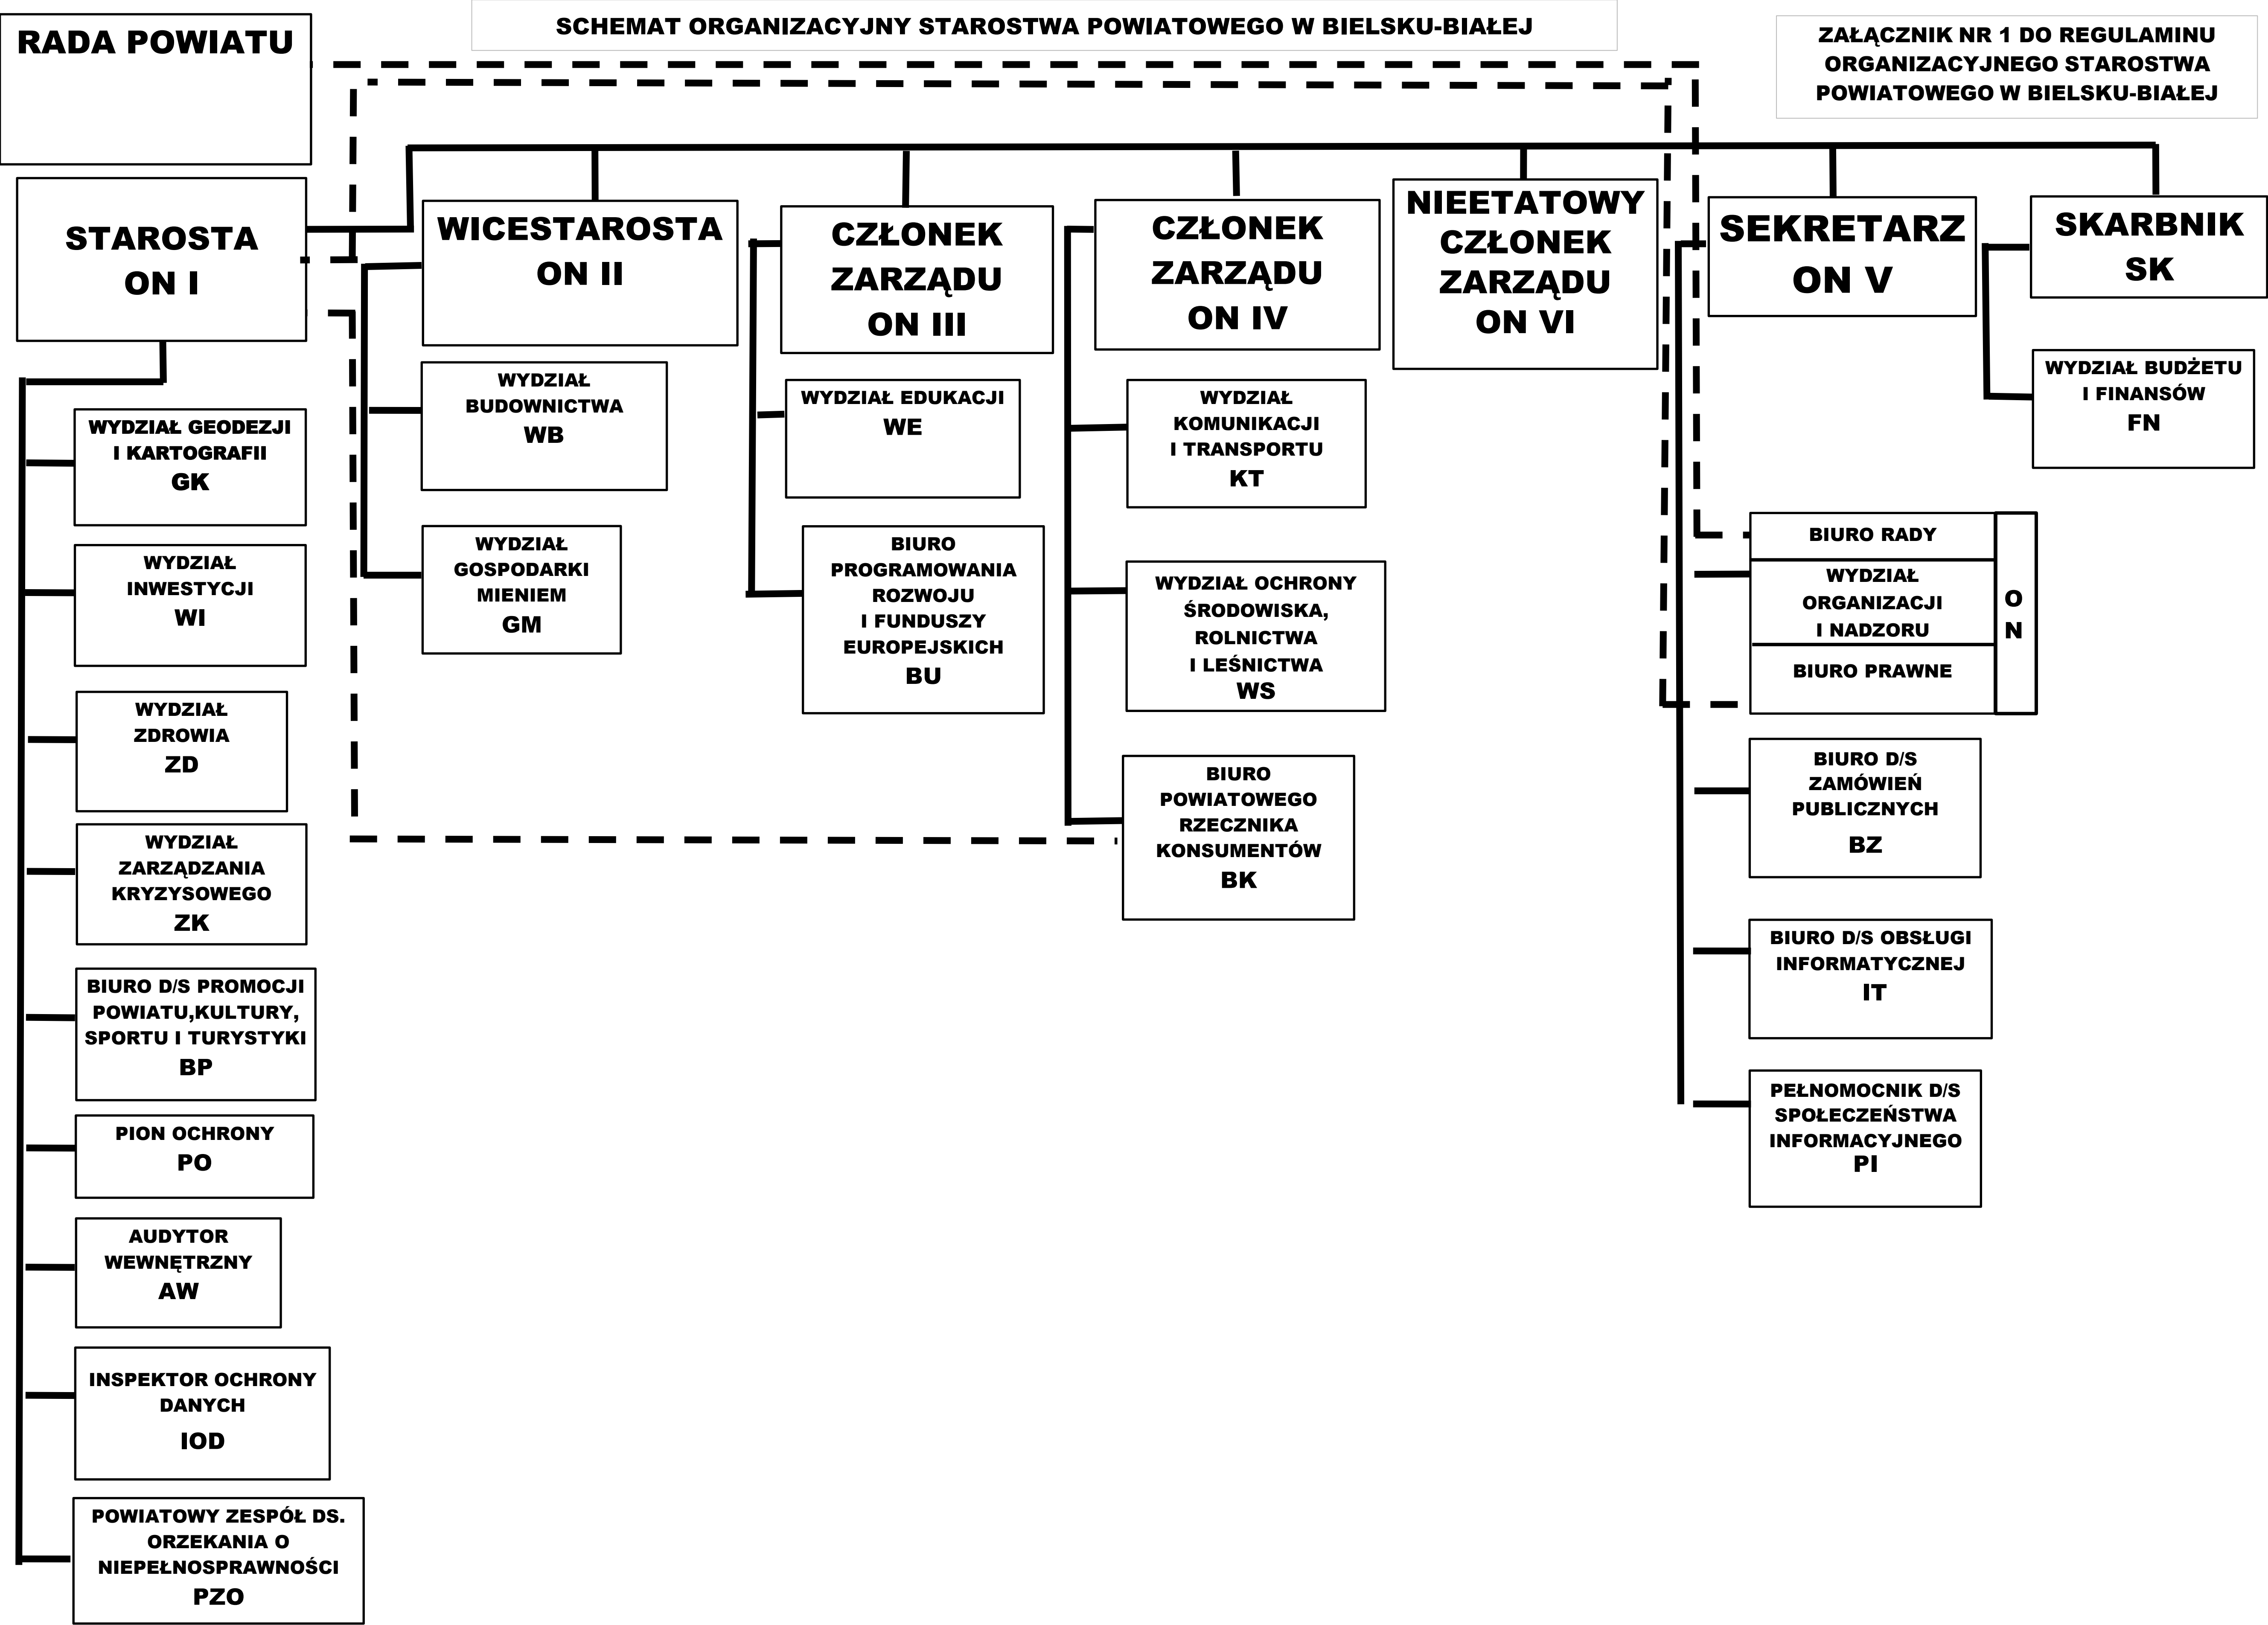 RADA POWIATU
SCHEMAT ORGANIZACYJNY STAROSTWA POWIATOWEGO W BIELSKU-BIAŁEJ
ZAŁĄCZNIK NR 1 DO REGULAMINU
ORGANIZACYJNEGO STAROSTWA
POWIATOWEGO W BIELSKU-BIAŁEJ
STAROSTA
ON I
WICESTAROSTA
ON II
CZŁONEK
ZARZĄDU
ON III
CZŁONEK
ZARZĄDU
ON IV
NIEETATOWY
CZŁONEK
ZARZĄDU
ON VI
SEKRETARZ
ON V
SKARBNIK
SK
WYDZIAŁ GEODEZJI
I KARTOGRAFII
GK
WYDZIAŁ
INWESTYCJI
WI
WYDZIAŁ
ZDROWIA
ZD
WYDZIAŁ
ZARZĄDZANIA
KRYZYSOWEGO
ZK
BIURO D/S PROMOCJI
POWIATU,KULTURY,
SPORTU I TURYSTYKI
BP
PION OCHRONY
PO
AUDYTOR
WEWNĘTRZNY
AW
INSPEKTOR OCHRONY
DANYCH
IOD
POWIATOWY ZESPÓŁ DS.
ORZEKANIA O
NIEPEŁNOSPRAWNOŚCI
PZO
WYDZIAŁ
BUDOWNICTWA
WB
WYDZIAŁ
GOSPODARKI
MIENIEM
GM
WYDZIAŁ EDUKACJI
WE
BIURO
PROGRAMOWANIA
ROZWOJU
I FUNDUSZY
EUROPEJSKICH
BU
WYDZIAŁ
KOMUNIKACJI
I TRANSPORTU
KT
WYDZIAŁ OCHRONY
ŚRODOWISKA,
ROLNICTWA
I LEŚNICTWA
WS
BIURO
POWIATOWEGO
RZECZNIKA
KONSUMENTÓW
BK
BIURO RADY
WYDZIAŁ
ORGANIZACJI
I NADZORU
BIURO PRAWNE
O
N
BIURO D/S
ZAMÓWIEŃ
PUBLICZNYCH
BZ
BIURO D/S OBSŁUGI
INFORMATYCZNEJ
IT
PEŁNOMOCNIK D/S
SPOŁECZEŃSTWA
INFORMACYJNEGO
PI
WYDZIAŁ BUDŻETU
I FINANSÓW
FN